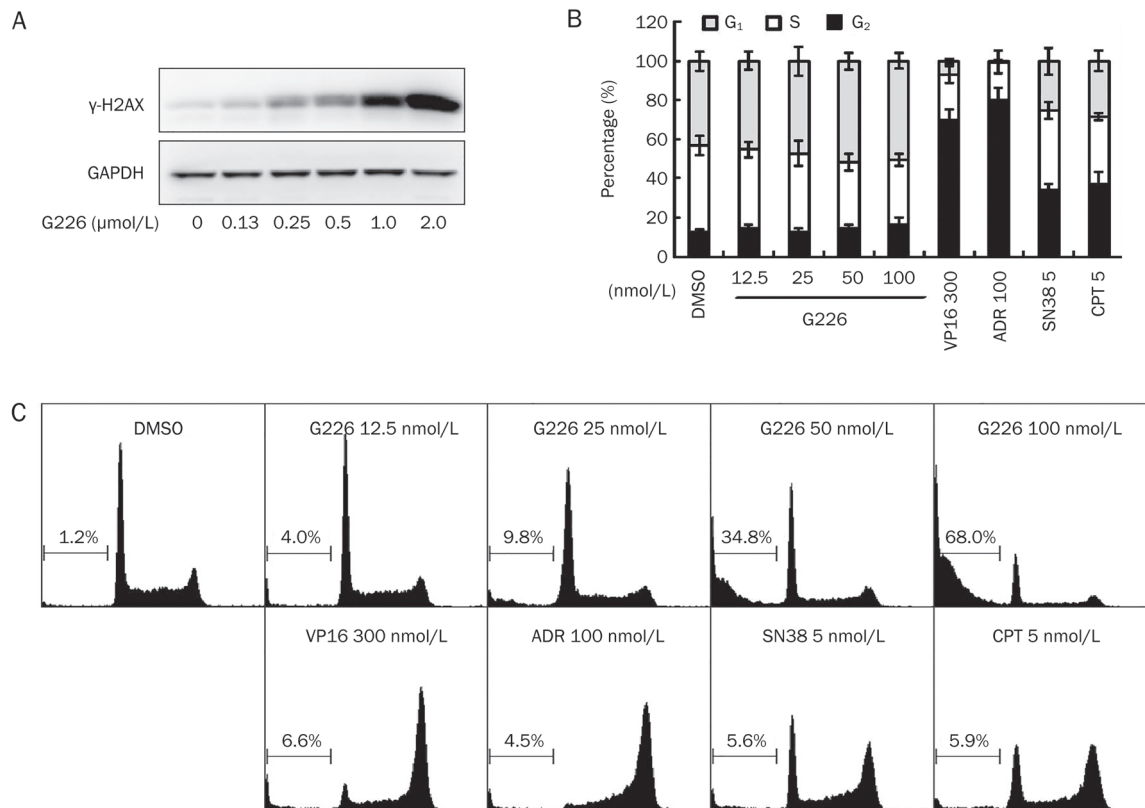 A
γ-H2AX
GAPDH
G226 (μmol/L) 0 0.13 0.25 0.5 1.0 2.0
B
G₁ S G₂
Percentage (%)
120
100
80
60
40
20
0
(nmol/L)
DMSO
12.5 25 50 100
G226
VP16 300
ADR 100
SN38 5
CPT 5
C
DMSO
1.2%
G226 12.5 nmol/L
4.0%
G226 25 nmol/L
9.8%
G226 50 nmol/L
34.8%
G226 100 nmol/L
68.0%
VP16 300 nmol/L
6.6%
ADR 100 nmol/L
4.5%
SN38 5 nmol/L
5.6%
CPT 5 nmol/L
5.9%